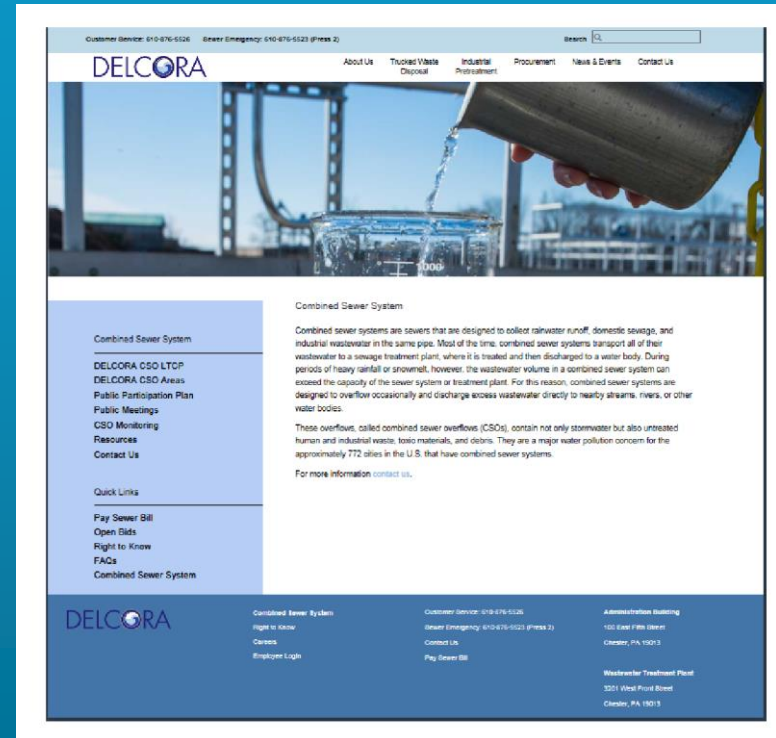 Customer Service: 610-876-5526 Sewer Emergency: 610-876-5523 (Press 2)
Search
DELCORA
About Us Trucked Waste Disposal Industrial Pretreatment Procurement News & Events Contact Us
1000
Combined Sewer System
DELCORA CSO LTCP
DELCORA CSO Areas
Public Participation Plan
Public Meetings
CSO Monitoring
Resources
Contact Us
Quick Links
Pay Sewer Bill
Open Bids
Right to Know
FAQs
Combined Sewer System
Combined Sewer System
Combined sewer systems are sewers that are designed to collect rainwater runoff, domestic sewage, and
industrial wastewater in the same pipe. Most of the time, combined sewer systems transport all of their
wastewater to a sewage treatment plant, where it is treated and then discharged to a water body. During
periods of heavy rainfall or snowmelt, however, the wastewater volume in a combined sewer system can
exceed the capacity of the sewer system or treatment plant. For this reason, combined sewer systems are
designed to overflow occasionally and discharge excess wastewater directly to nearby streams, rivers, or other
water bodies.
These overflows, called combined sewer overflows (CSOs), contain not only stormwater but also untreated
human and industrial waste, toxic materials, and debris. They are a major water pollution concern for the
approximately 772 cities in the U.S. that have combined sewer systems.
For more information contact us.
DELCORA
Combined Sewer System
Right to Know
Careers
Employee Login
Customer Service: 610-876-5526
Sewer Emergency: 610-876-5523 (Press 2)
Contact Us
Pay Sewer Bill
Administration Building
100 East Fifth Street
Chester, PA 19013
Wastewater Treatment Plant
3201 West Front Street
Chester, PA 19013